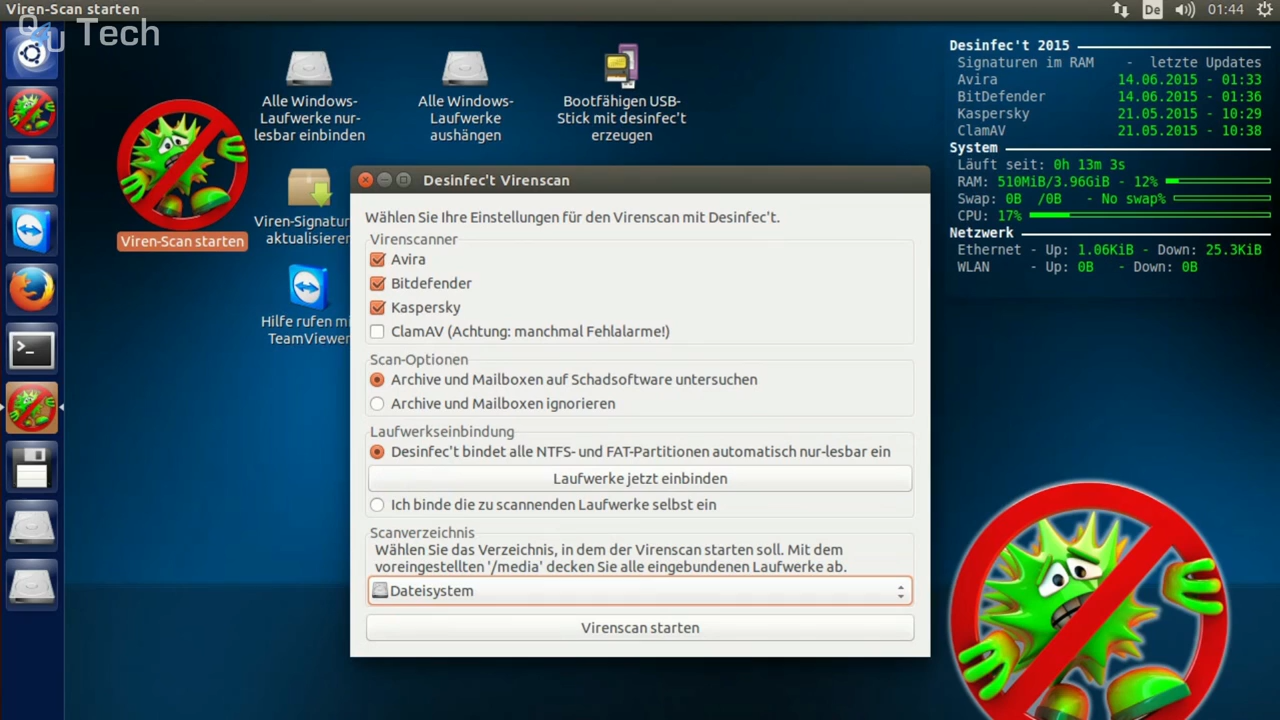 Viren-Scan starten
De
01:44
Q4U Tech
Alle Windows-
Laufwerke nur-
lesbar einbinden
Alle Windows-
Laufwerke
aushängen
Bootfähigen USB-
Stick mit desinfec't
erzeugen
Viren-Scan starten
Viren-Signatur
aktualisieren
Hilfe rufen mi
TeamViewer
Desinfec't Virenscan
Wählen Sie Ihre Einstellungen für den Virenscan mit Desinfec't.
Virenscanner
Avira
Bitdefender
Kaspersky
ClamAV (Achtung: manchmal Fehlalarme!)
Scan-Optionen
Archive und Mailboxen auf Schadsoftware untersuchen
Archive und Mailboxen ignorieren
Laufwerkseinbindung
Desinfec't bindet alle NTFS- und FAT-Partitionen automatisch nur-lesbar ein
Laufwerke jetzt einbinden
Ich binde die zu scannenden Laufwerke selbst ein
Scanverzeichnis
Wählen Sie das Verzeichnis, in dem der Virenscan starten soll. Mit dem
voreingestellten '/media' decken Sie alle eingebundenen Laufwerke ab.
Dateisystem
Virenscan starten
Desinfec't 2015
Signaturen im RAM - letzte Updates
Avira 14.06.2015 - 01:33
BitDefender 14.06.2015 - 01:36
Kaspersky 21.05.2015 - 10:29
ClamAV 21.05.2015 - 10:38
System
Läuft seit: 0h 13m 3s
RAM: 510MiB/3.96GiB - 12%
Swap: 0B /0B - No swap%
CPU: 17%
Netzwerk
Ethernet - Up: 1.06KiB - Down: 25.3KiB
WLAN - Up: 0B - Down: 0B